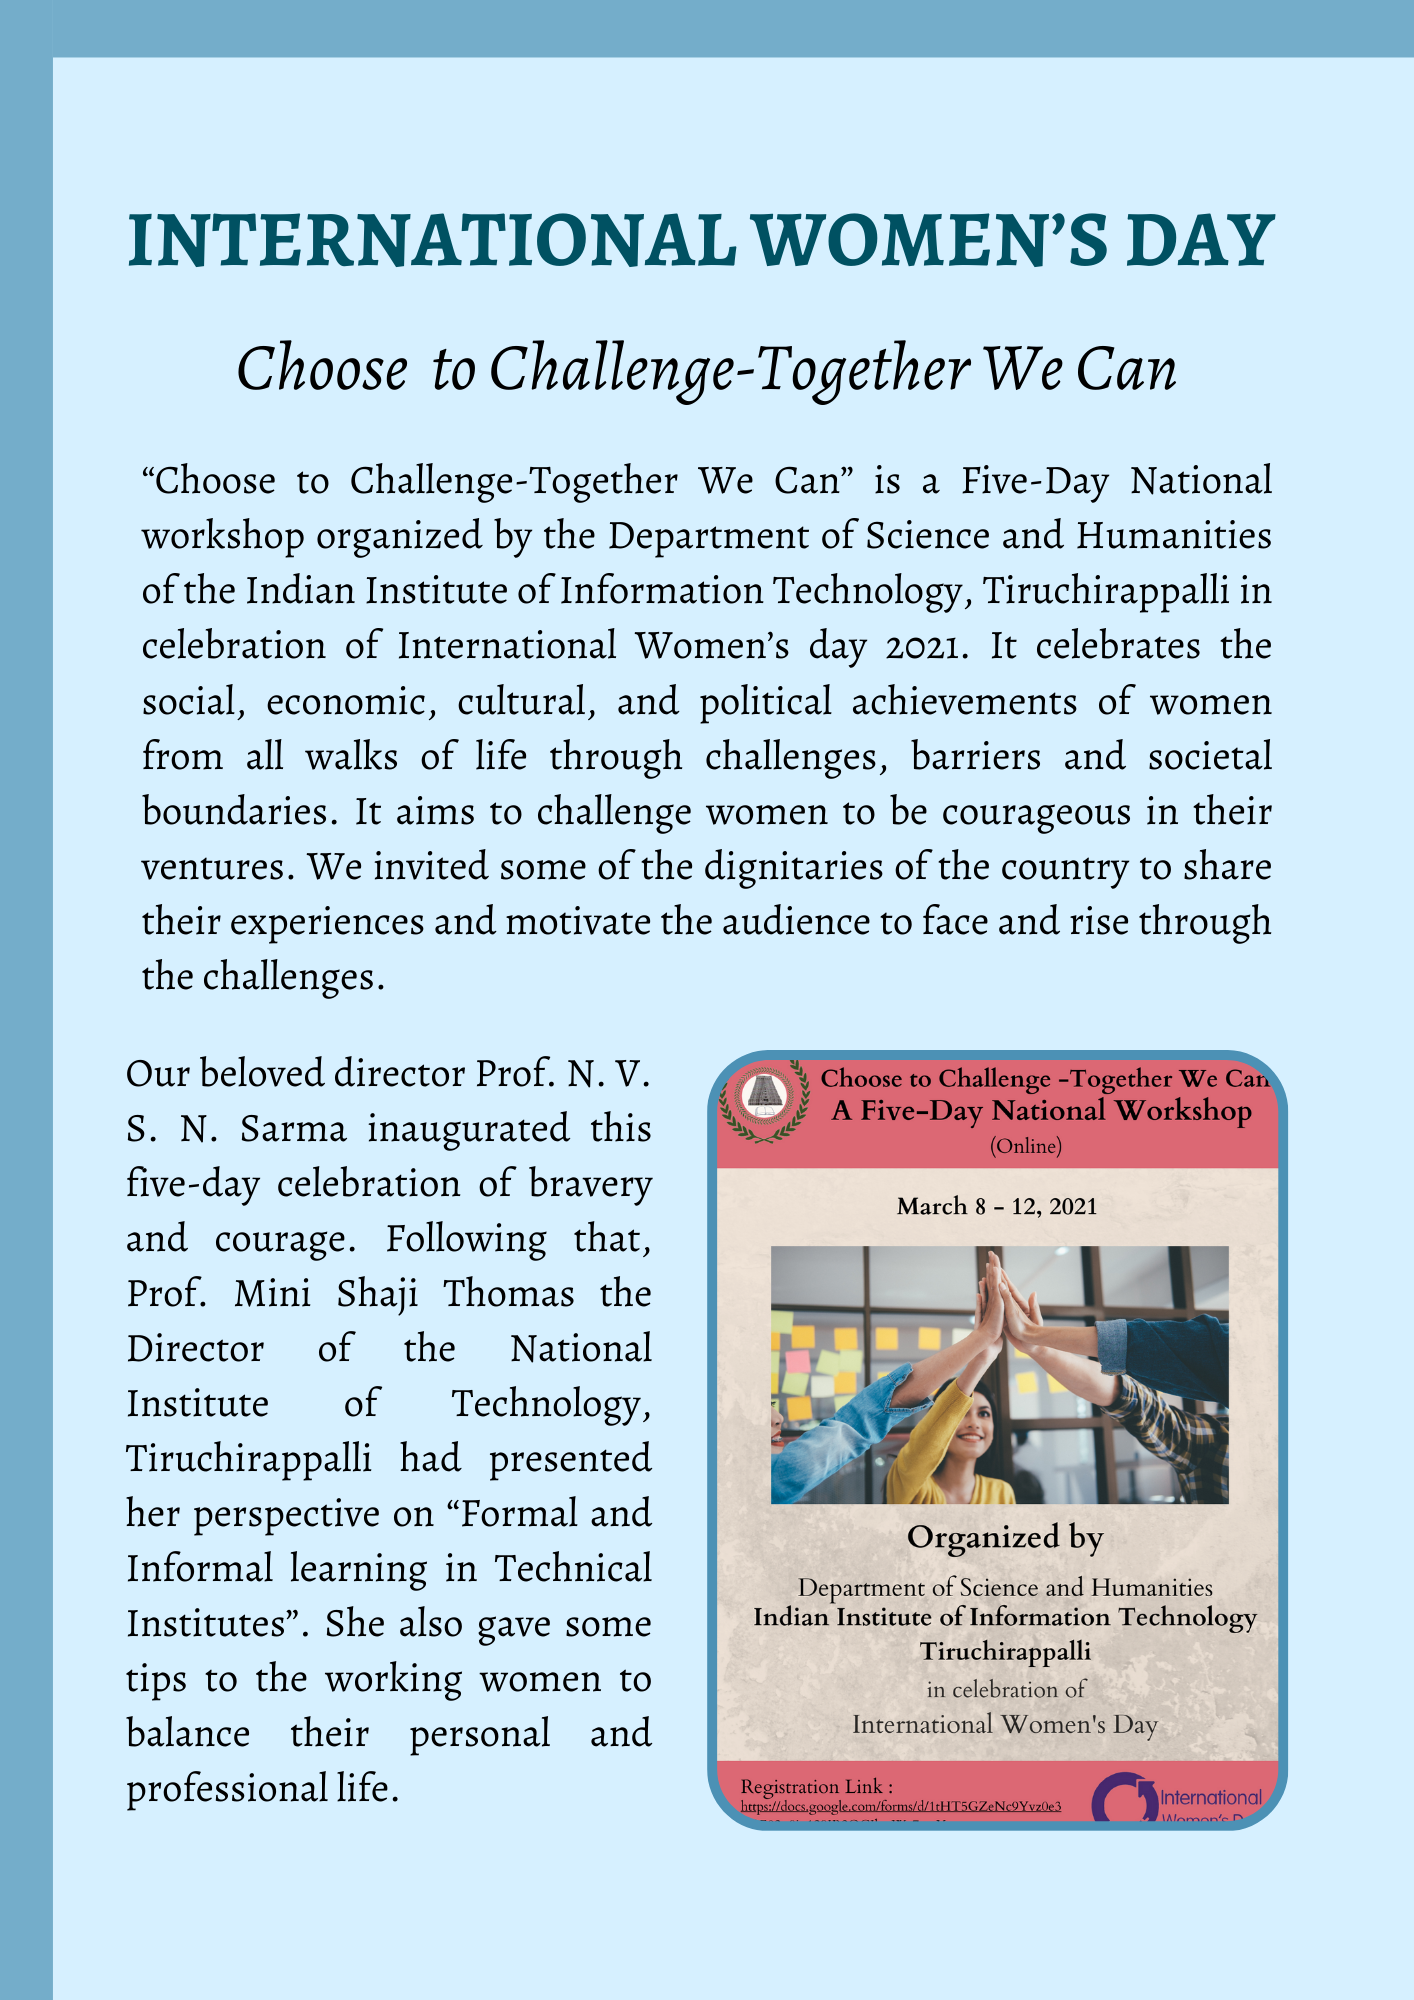 INTERNATIONAL WOMEN’S DAY
Choose to Challenge-Together We Can
“Choose to Challenge-Together We Can” is a Five-Day National
workshop organized by the Department of Science and Humanities
of the Indian Institute of Information Technology, Tiruchirappalli in
celebration of International Women’s day 2021. It celebrates the
social, economic, cultural, and political achievements of women
from all walks of life through challenges, barriers and societal
boundaries. It aims to challenge women to be courageous in their
ventures. We invited some of the dignitaries of the country to share
their experiences and motivate the audience to face and rise through
the challenges.
Our beloved director Prof. N. V.
S. N. Sarma inaugurated this
five-day celebration of bravery
and courage. Following that,
Prof. Mini Shaji Thomas the
Director of the National
Institute of Technology,
Tiruchirappalli had presented
her perspective on “Formal and
Informal learning in Technical
Institutes”. She also gave some
tips to the working women to
balance their personal and
professional life.
Choose to Challenge -Together We Can
A Five-Day National Workshop
(Online)
March 8 - 12, 2021
Organized by
Department of Science and Humanities
Indian Institute of Information Technology
Tiruchirappalli
in celebration of
International Women's Day
Registration Link :
https://docs.google.com/forms/d/1tHT5GZeNc9Yvz0e3
International
Women's